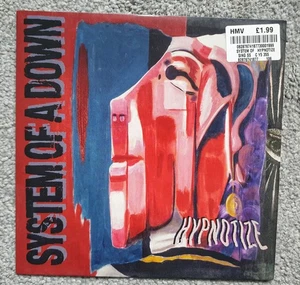 HMV £1.99
SYSTEM OF HYPNOTIZE
SYSTEM OF A DOWN
HYPNOTIZE